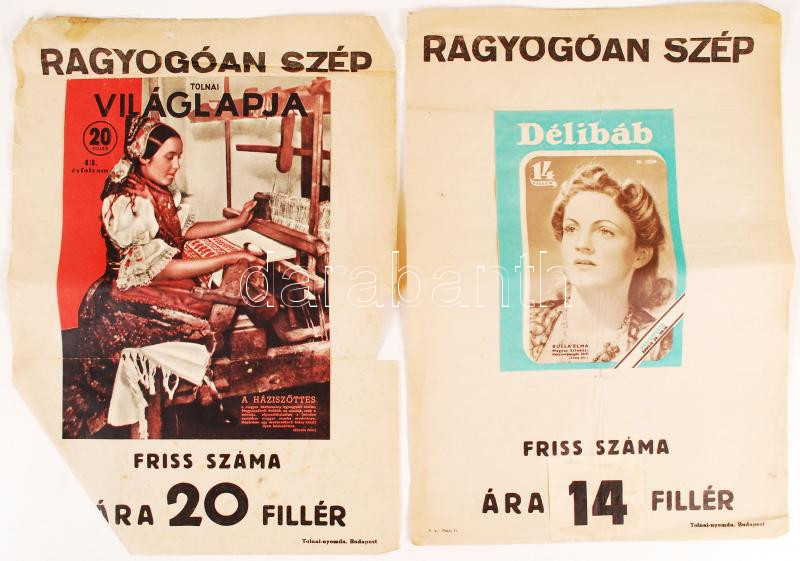 RAGYOGÓAN SZÉP
TOLNAI
VILÁGLAPJA
20
FILLÉR
43.
évfolyam
A HÁZISZŐTTES
FRISS SZÁMA
ÁRA 20 FILLÉR
Tolnai-nyomda, Budapest
RAGYOGÓAN SZÉP
Délibáb
14
FILLÉR
BULLA ELMA
FRISS SZÁMA
ÁRA 14 FILLÉR
Tolnai-nyomda, Budapest
darabanth